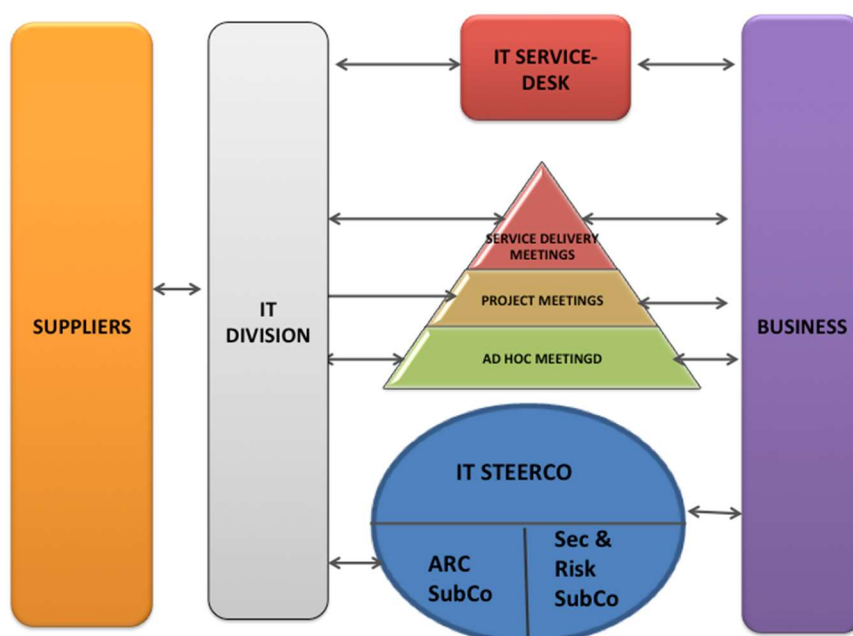 IT SERVICE-
DESK
SERVICE DELIVERY
MEETINGS
PROJECT MEETINGS
AD HOC MEETINGD
SUPPLIERS
IT
DIVISION
BUSINESS
IT STEERCO
ARC
SubCo
Sec &
Risk
SubCo